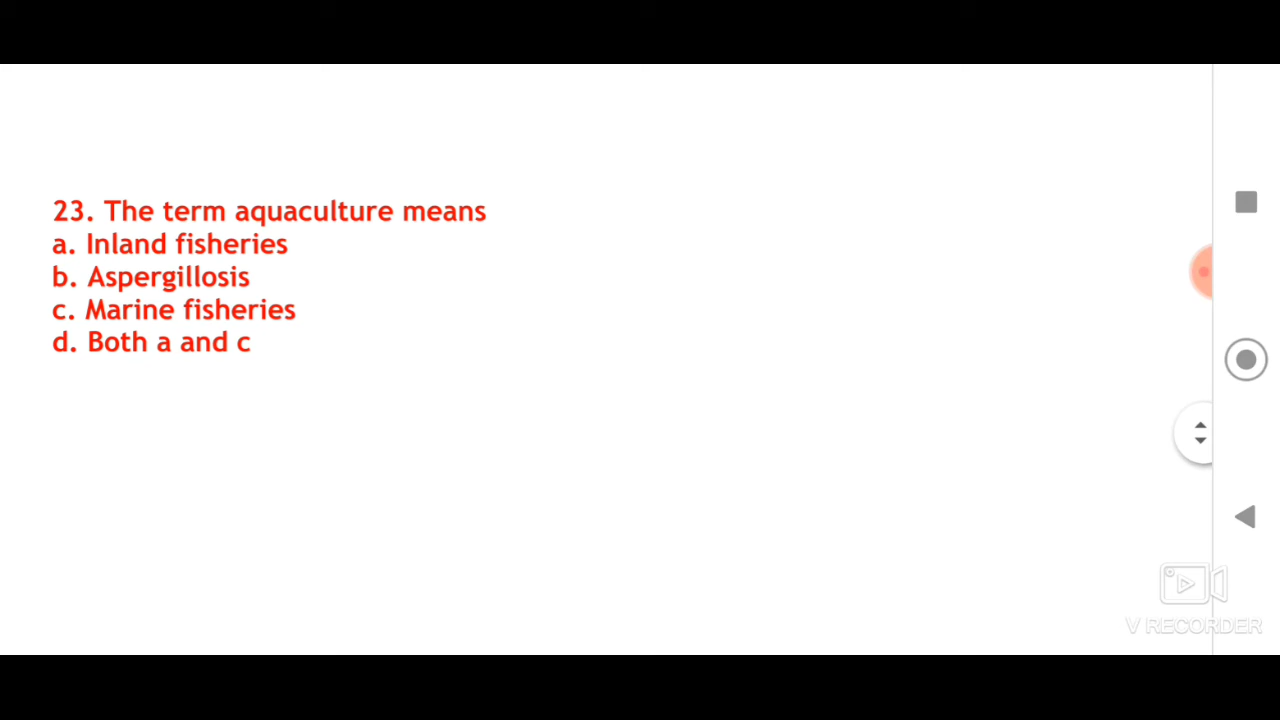 23. The term aquaculture means
a. Inland fisheries
b. Aspergillosis
c. Marine fisheries
d. Both a and c
V RECORDER